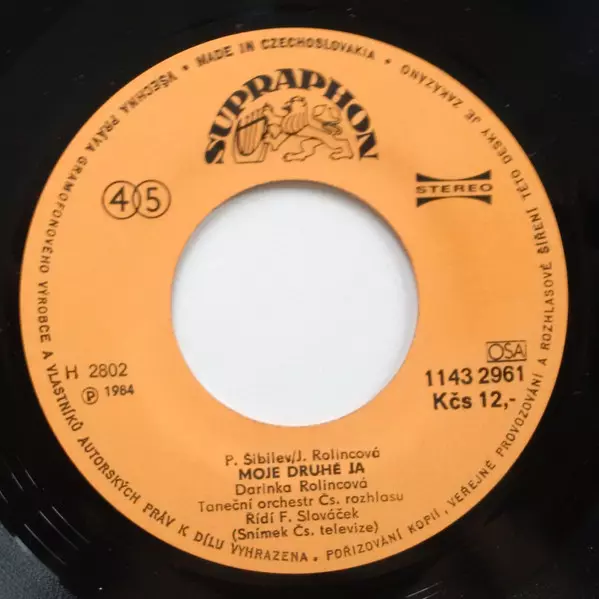 VŠECHNA PRÁVA GRAMOFONOVÉHO VÝROBCE A VLASTNÍKŮ AUTORSKÝCH PRÁV K DÍLU VYHRAZENA. POŘIZOVÁNÍ KOPIÍ, VEŘEJNÉ PROVOZOVÁNÍ A ROZHLASOVÉ ŠÍŘENÍ TÉTO DESKY JE ZAKÁZÁNO • MADE IN CZECHOSLOVAKIA •
SUPRAPHON
45
STEREO
H 2802
Ⓟ 1984
OSA
1143 2961
Kčs 12,-
P. Šibilev/J. Rolincová
MOJE DRUHÉ JA
Darinka Rolincová
Taneční orchestr Čs. rozhlasu
Řídí F. Slováček
(Snímek Čs. televize)